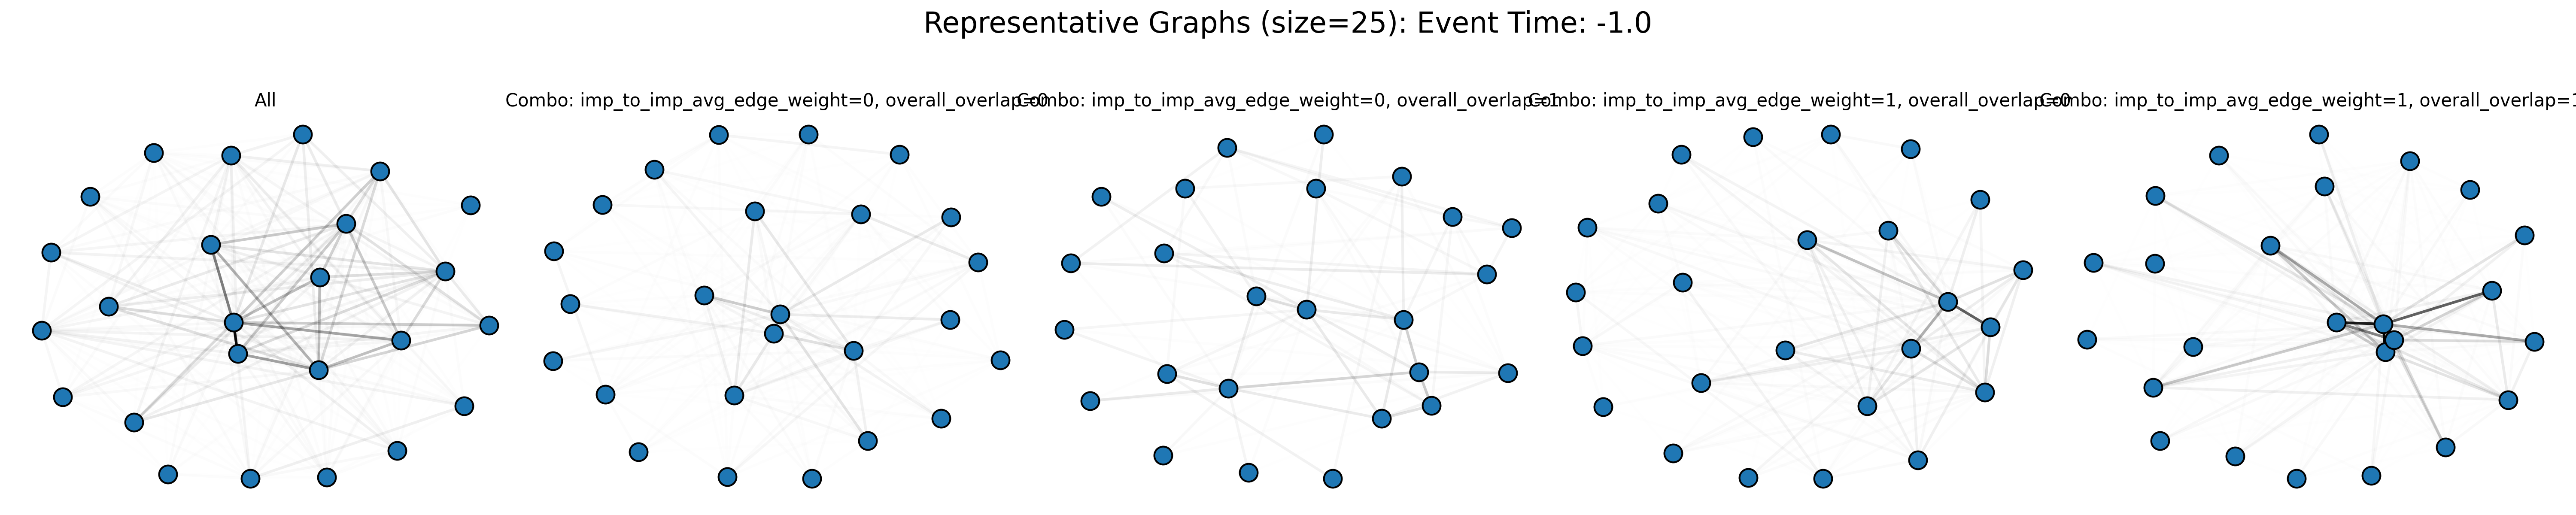 Representative Graphs (size=25): Event Time: -1.0
All
Combo: imp_to_imp_avg_edge_weight=0, overall_overlap=0
Combo: imp_to_imp_avg_edge_weight=0, overall_overlap=1
Combo: imp_to_imp_avg_edge_weight=1, overall_overlap=0
Combo: imp_to_imp_avg_edge_weight=1, overall_overlap=1